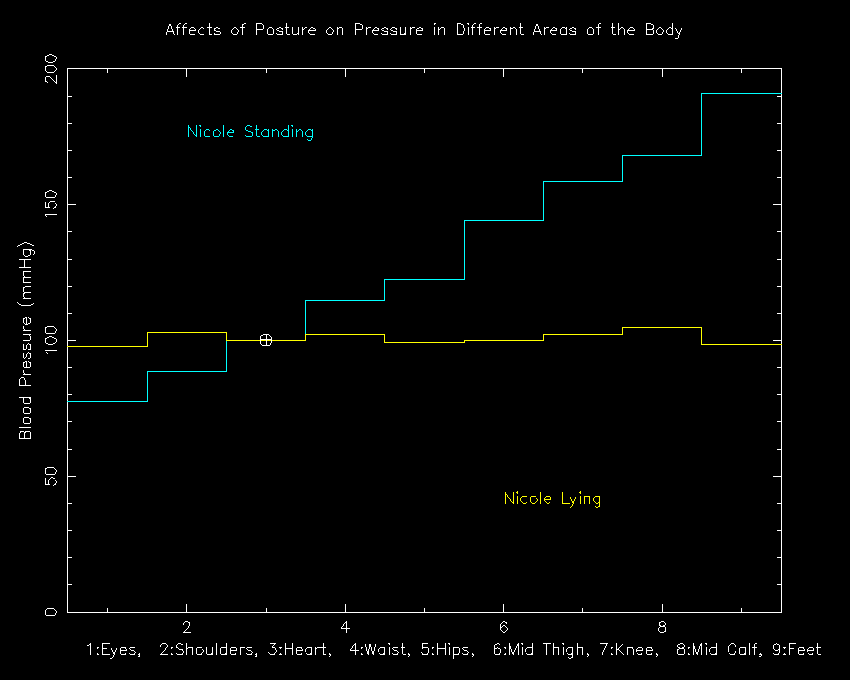 Affects of Posture on Pressure in Different Areas of the Body
200
Nicole Standing
150
Blood Pressure (mmHg)
100
50
Nicole Lying
0
2 4 6 8
1:Eyes, 2:Shoulders, 3:Heart, 4:Waist, 5:Hips, 6:Mid Thigh, 7:Knee, 8:Mid Calf, 9:Feet